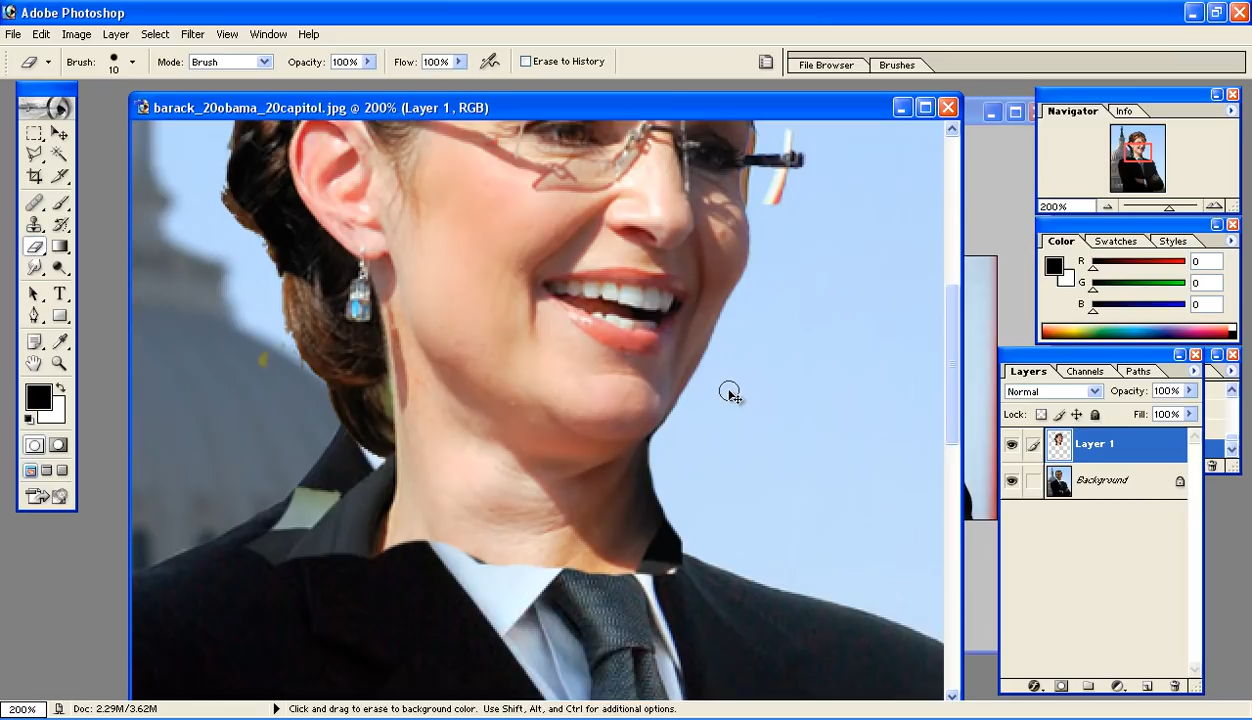 Adobe Photoshop
File Edit Image Layer Select Filter View Window Help
Brush: 10 Mode: Brush Opacity: 100% Flow: 100% Erase to History File Browser Brushes
barack_20obama_20capitol.jpg @ 200% (Layer 1, RGB)
Navigator Info
200%
Color Swatches Styles
R 0
G 0
B 0
Layers Channels Paths
Normal Opacity: 100%
Lock: Fill: 100%
Layer 1
Background
200% Doc: 2.29M/3.62M Click and drag to erase to background color. Use Shift, Alt, and Ctrl for additional options.